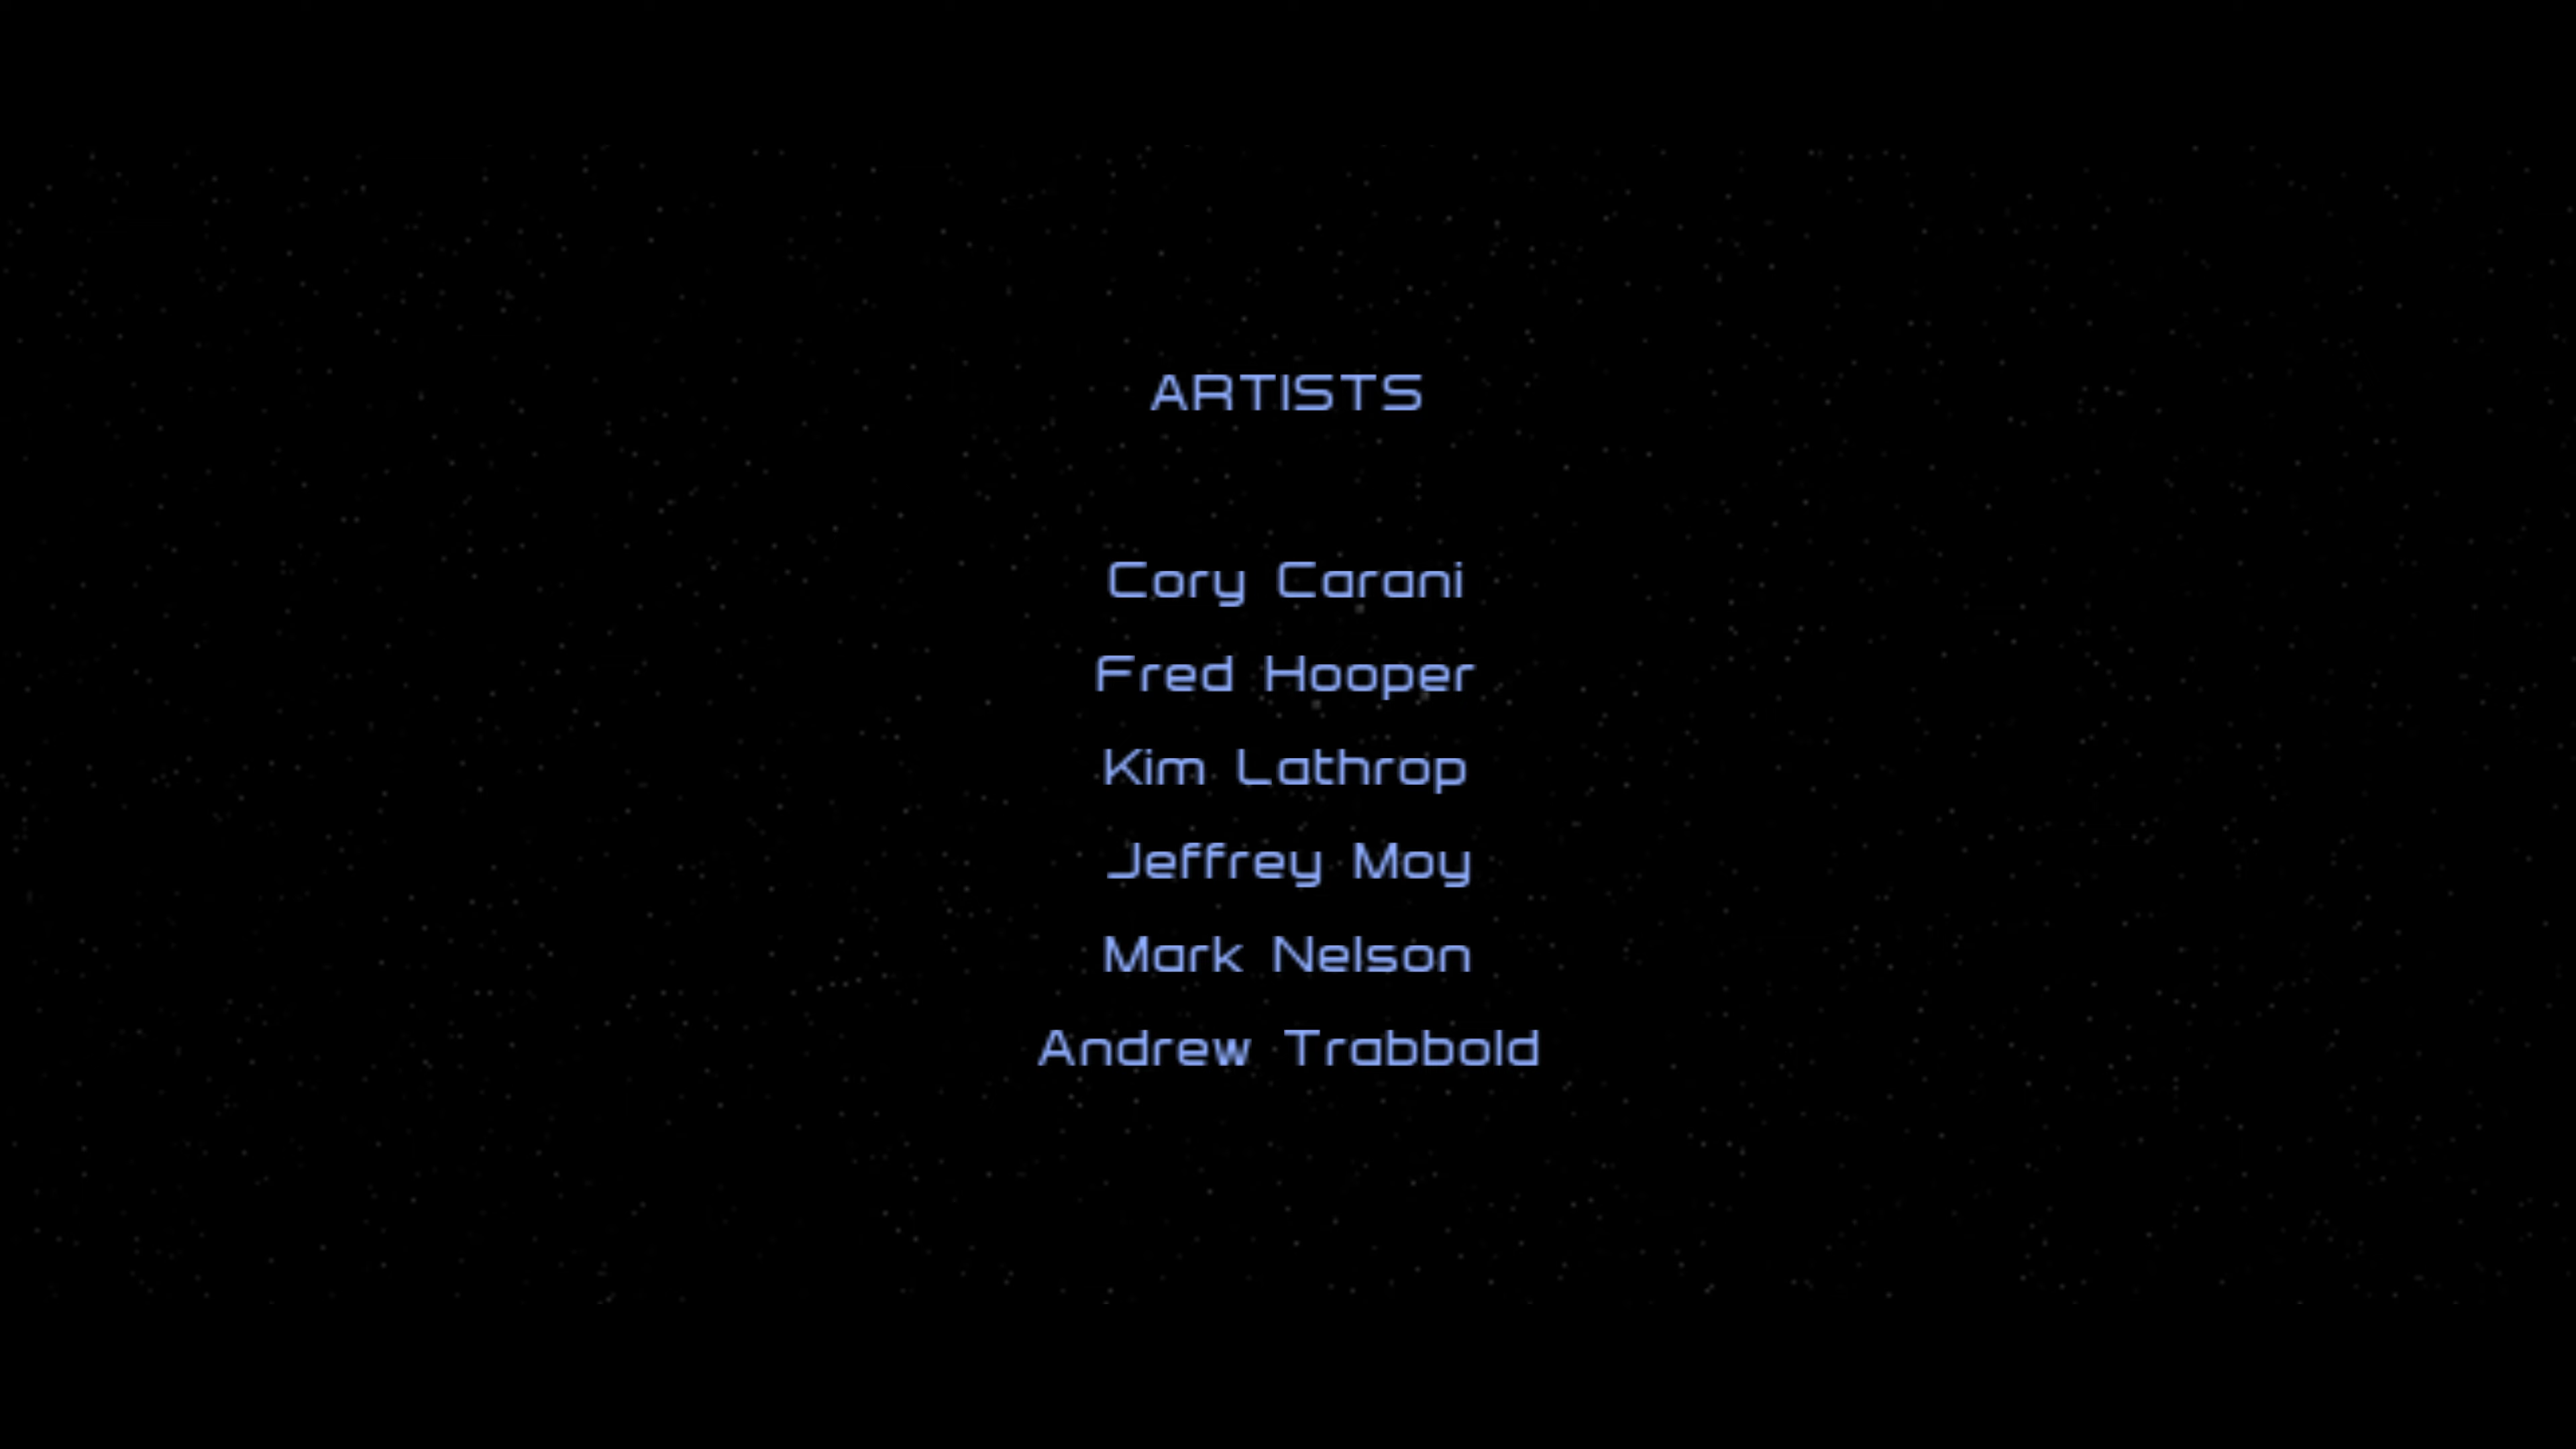 ARTISTS
Cory Carani
Fred Hooper
Kim Lathrop
Jeffrey Moy
Mark Nelson
Andrew Trabbold